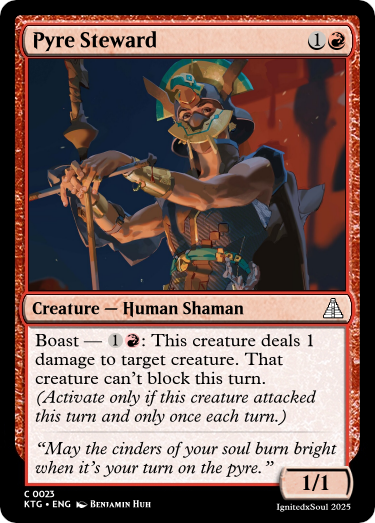 Pyre Steward 1
Creature — Human Shaman
Boast — 1 : This creature deals 1
damage to target creature. That
creature can't block this turn.
(Activate only if this creature attacked
this turn and only once each turn.)
“May the cinders of your soul burn bright
when it's your turn on the pyre.”
1/1
C 0023
KTG • ENG Benjamin Huh
IgnitedxSoul 2025